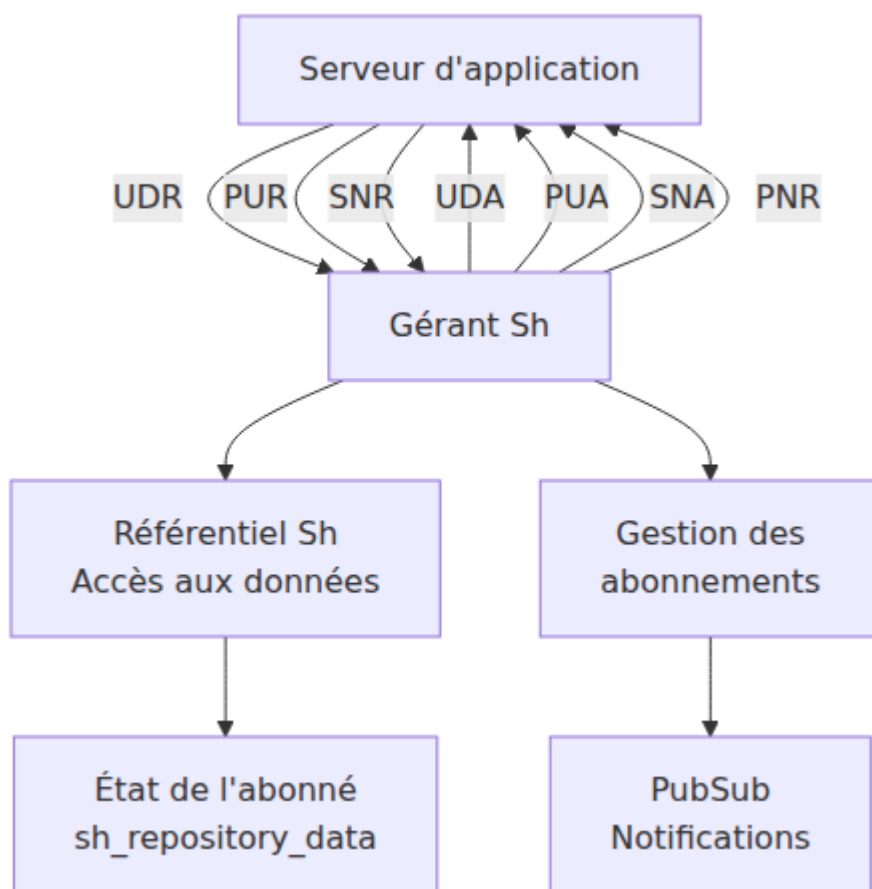 Serveur d'application
UDR PUR SNR UDA PUA SNA PNR
Gérant Sh
Référentiel Sh
Accès aux données
Gestion des
abonnements
État de l'abonné
sh_repository_data
PubSub
Notifications